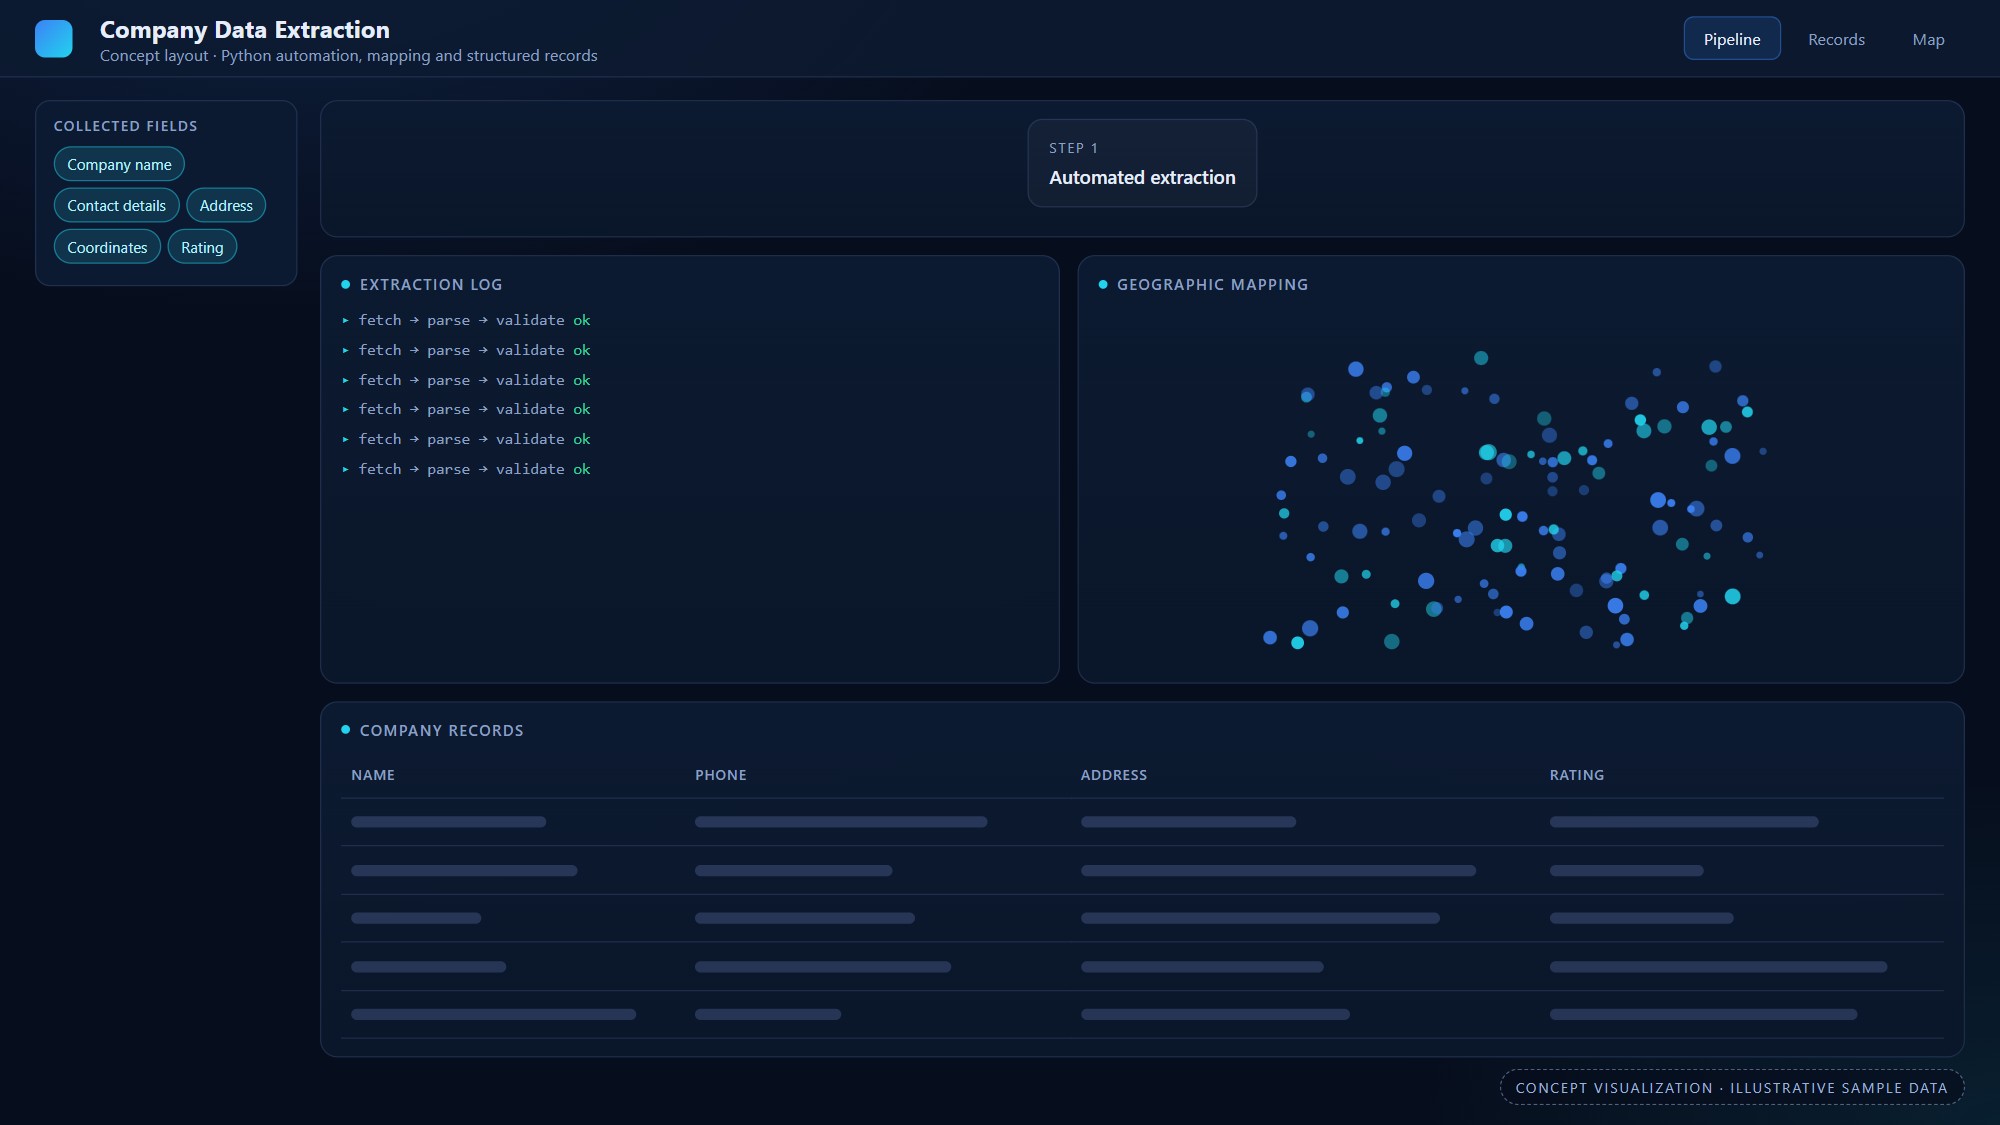 Company Data Extraction
Concept layout · Python automation, mapping and structured records
Pipeline
Records
Map
COLLECTED FIELDS
Company name
Contact details
Address
Coordinates
Rating
STEP 1
Automated extraction
EXTRACTION LOG
▸ fetch → parse → validate ok
▸ fetch → parse → validate ok
▸ fetch → parse → validate ok
▸ fetch → parse → validate ok
▸ fetch → parse → validate ok
▸ fetch → parse → validate ok
GEOGRAPHIC MAPPING
COMPANY RECORDS
NAME
PHONE
ADDRESS
RATING
CONCEPT VISUALIZATION · ILLUSTRATIVE SAMPLE DATA